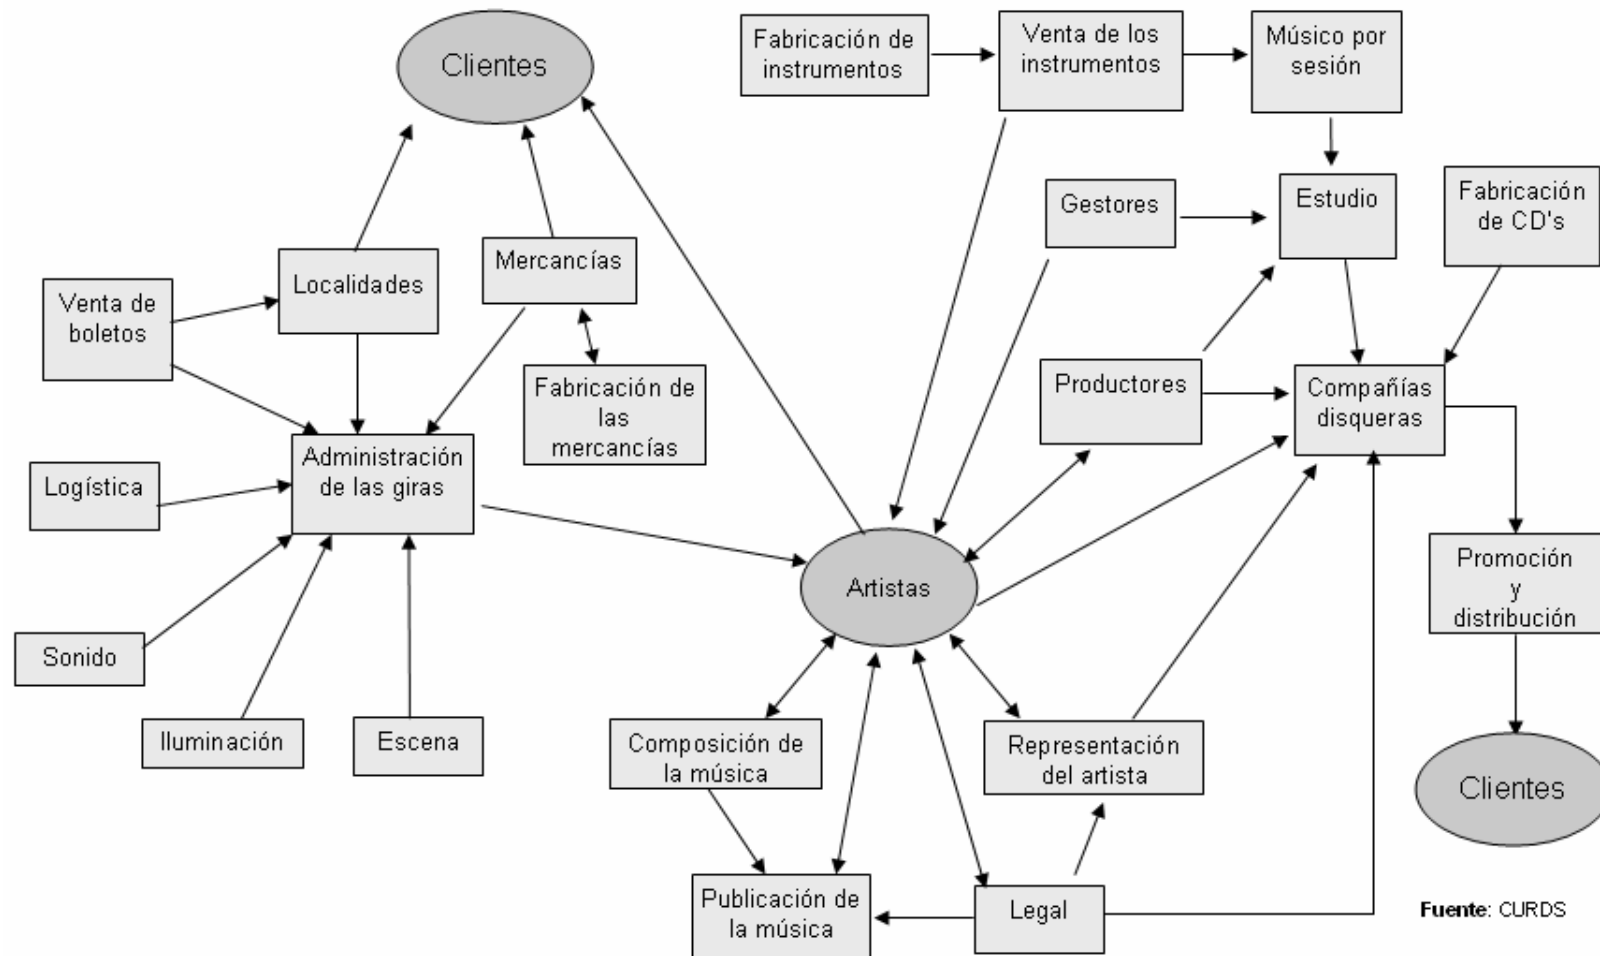 Clientes
Fabricación de
instrumentos
Venta de los
instrumentos
Músico por
sesión
Gestores
Estudio
Fabricación
de CD's
Mercancías
Localidades
Venta de
boletos
Fabricación de
las
mercancías
Productores
Compañías
disqueras
Administración
de las giras
Logística
Artistas
Promoción
y
distribución
Sonido
Iluminación
Escena
Composición de
la música
Representación
del artista
Clientes
Publicación de
la música
Legal
Fuente: CURDS